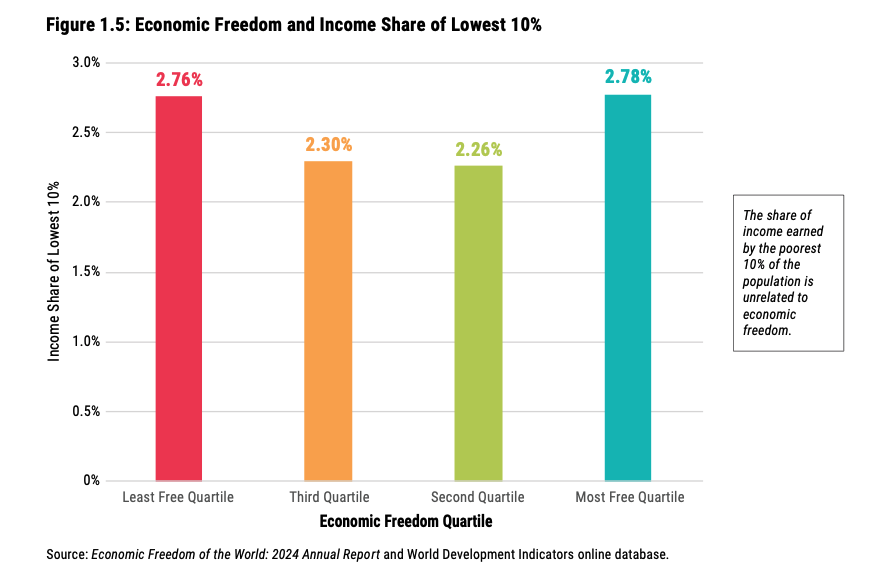 Figure 1.5: Economic Freedom and Income Share of Lowest 10%
3.0%
2.5%
2.0%
1.5%
1.0%
0.5%
0%
Income Share of Lowest 10%
2.76%
2.30%
2.26%
2.78%
Least Free Quartile
Third Quartile
Second Quartile
Most Free Quartile
Economic Freedom Quartile
The share of
income earned
by the poorest
10% of the
population is
unrelated to
economic
freedom.
Source: Economic Freedom of the World: 2024 Annual Report and World Development Indicators online database.